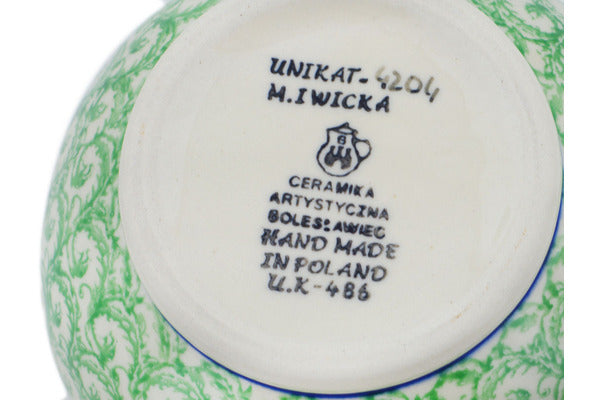 UNIKAT-4204
M.IWICKA
B
CERAMIKA
ARTYSTYCZNA
BOLESŁAWIEC
HAND MADE
IN POLAND
U.K-486